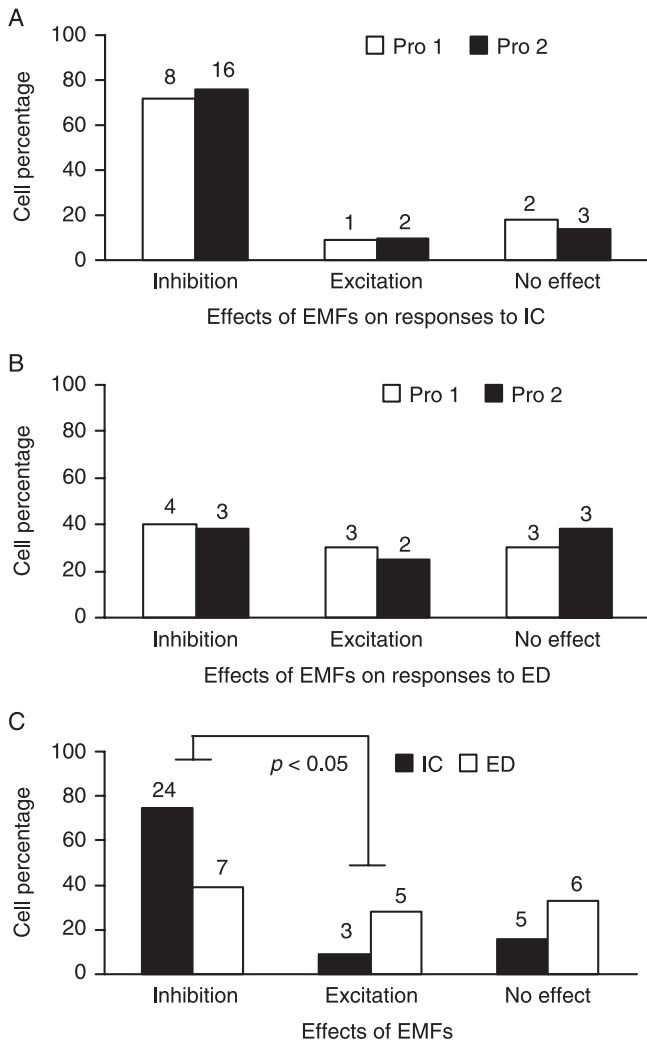 A
100
80
60
40
20
0
Cell percentage
Pro 1 Pro 2
8 16
1 2
2 3
Inhibition Excitation No effect
Effects of EMFs on responses to IC
B
100
80
60
40
20
0
Cell percentage
Pro 1 Pro 2
4 3
3 2
3 3
Inhibition Excitation No effect
Effects of EMFs on responses to ED
C
100
80
60
40
20
0
Cell percentage
p < 0.05
IC ED
24 7
3 5
5 6
Inhibition Excitation No effect
Effects of EMFs